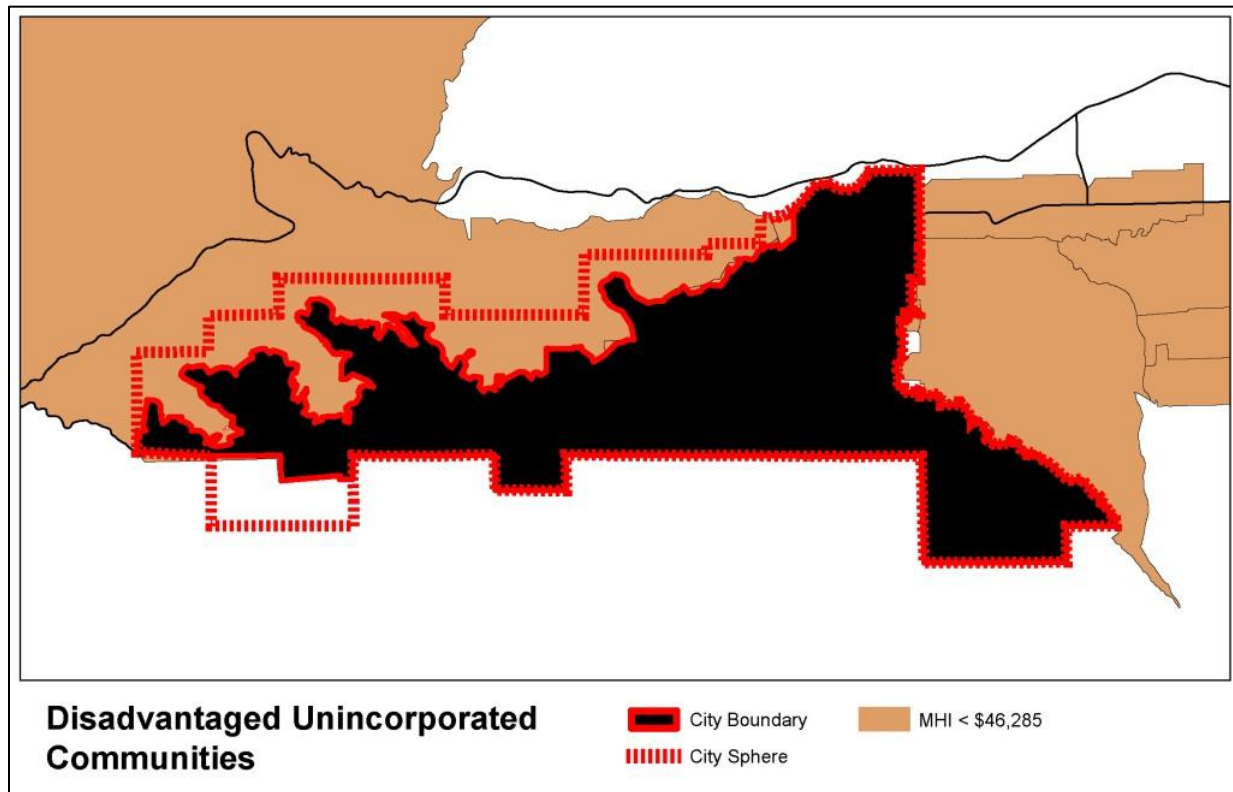 Disadvantaged Unincorporated
Communities
City Boundary
City Sphere
MHI < $46,285